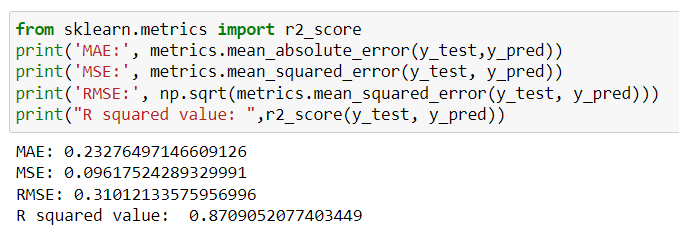 from sklearn.metrics import r2_score
print('MAE:', metrics.mean_absolute_error(y_test,y_pred))
print('MSE:', metrics.mean_squared_error(y_test, y_pred))
print('RMSE:', np.sqrt(metrics.mean_squared_error(y_test, y_pred)))
print("R squared value: ",r2_score(y_test, y_pred))
MAE: 0.23276497146609126
MSE: 0.09617524289329991
RMSE: 0.31012133575956996
R squared value:  0.8709052077403449